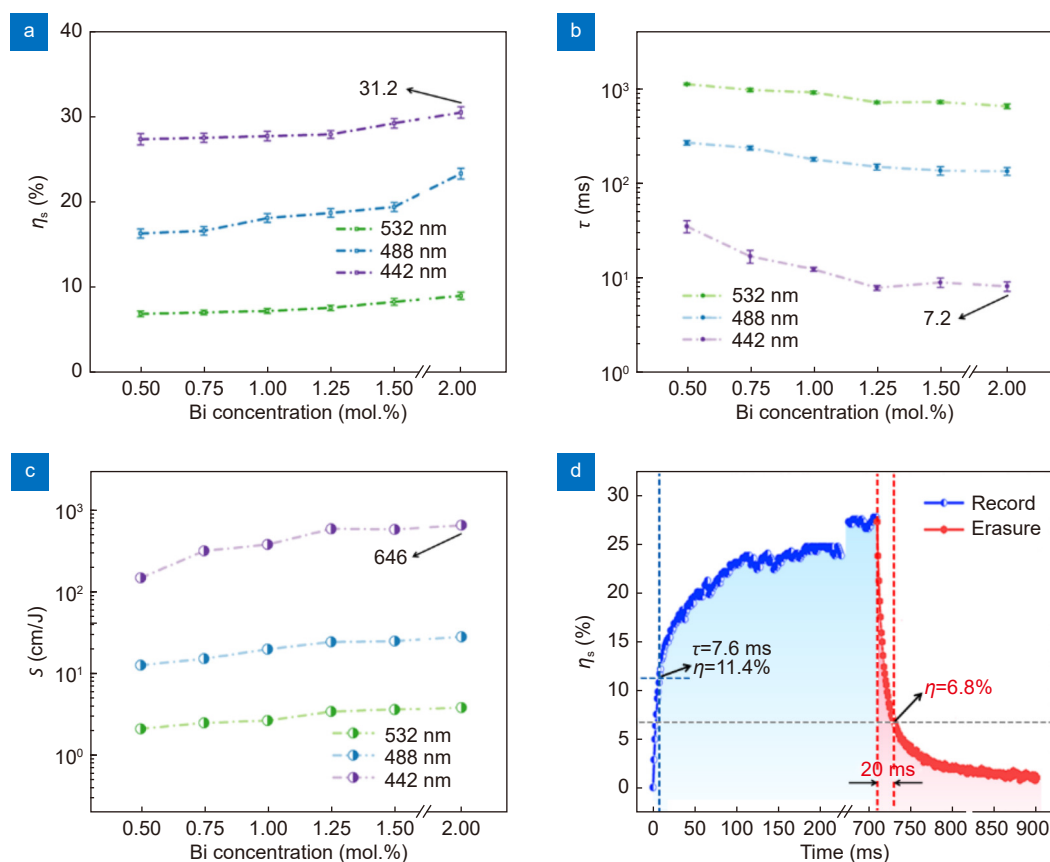 a
40
30
20
10
0
ηs (%)
31.2
532 nm
488 nm
442 nm
0.50 0.75 1.00 1.25 1.50 2.00
Bi concentration (mol.%)
b
10³
10²
10¹
10⁰
τ (ms)
532 nm
488 nm
442 nm
7.2
0.50 0.75 1.00 1.25 1.50 2.00
Bi concentration (mol.%)
c
10³
10²
10¹
10⁰
S (cm/J)
646
532 nm
488 nm
442 nm
0.50 0.75 1.00 1.25 1.50 2.00
Bi concentration (mol.%)
d
30
25
20
15
10
5
0
ηs (%)
Record
Erasure
τ=7.6 ms
η=11.4%
η=6.8%
20 ms
0 50 100 150 200 700 750 800 850 900
Time (ms)